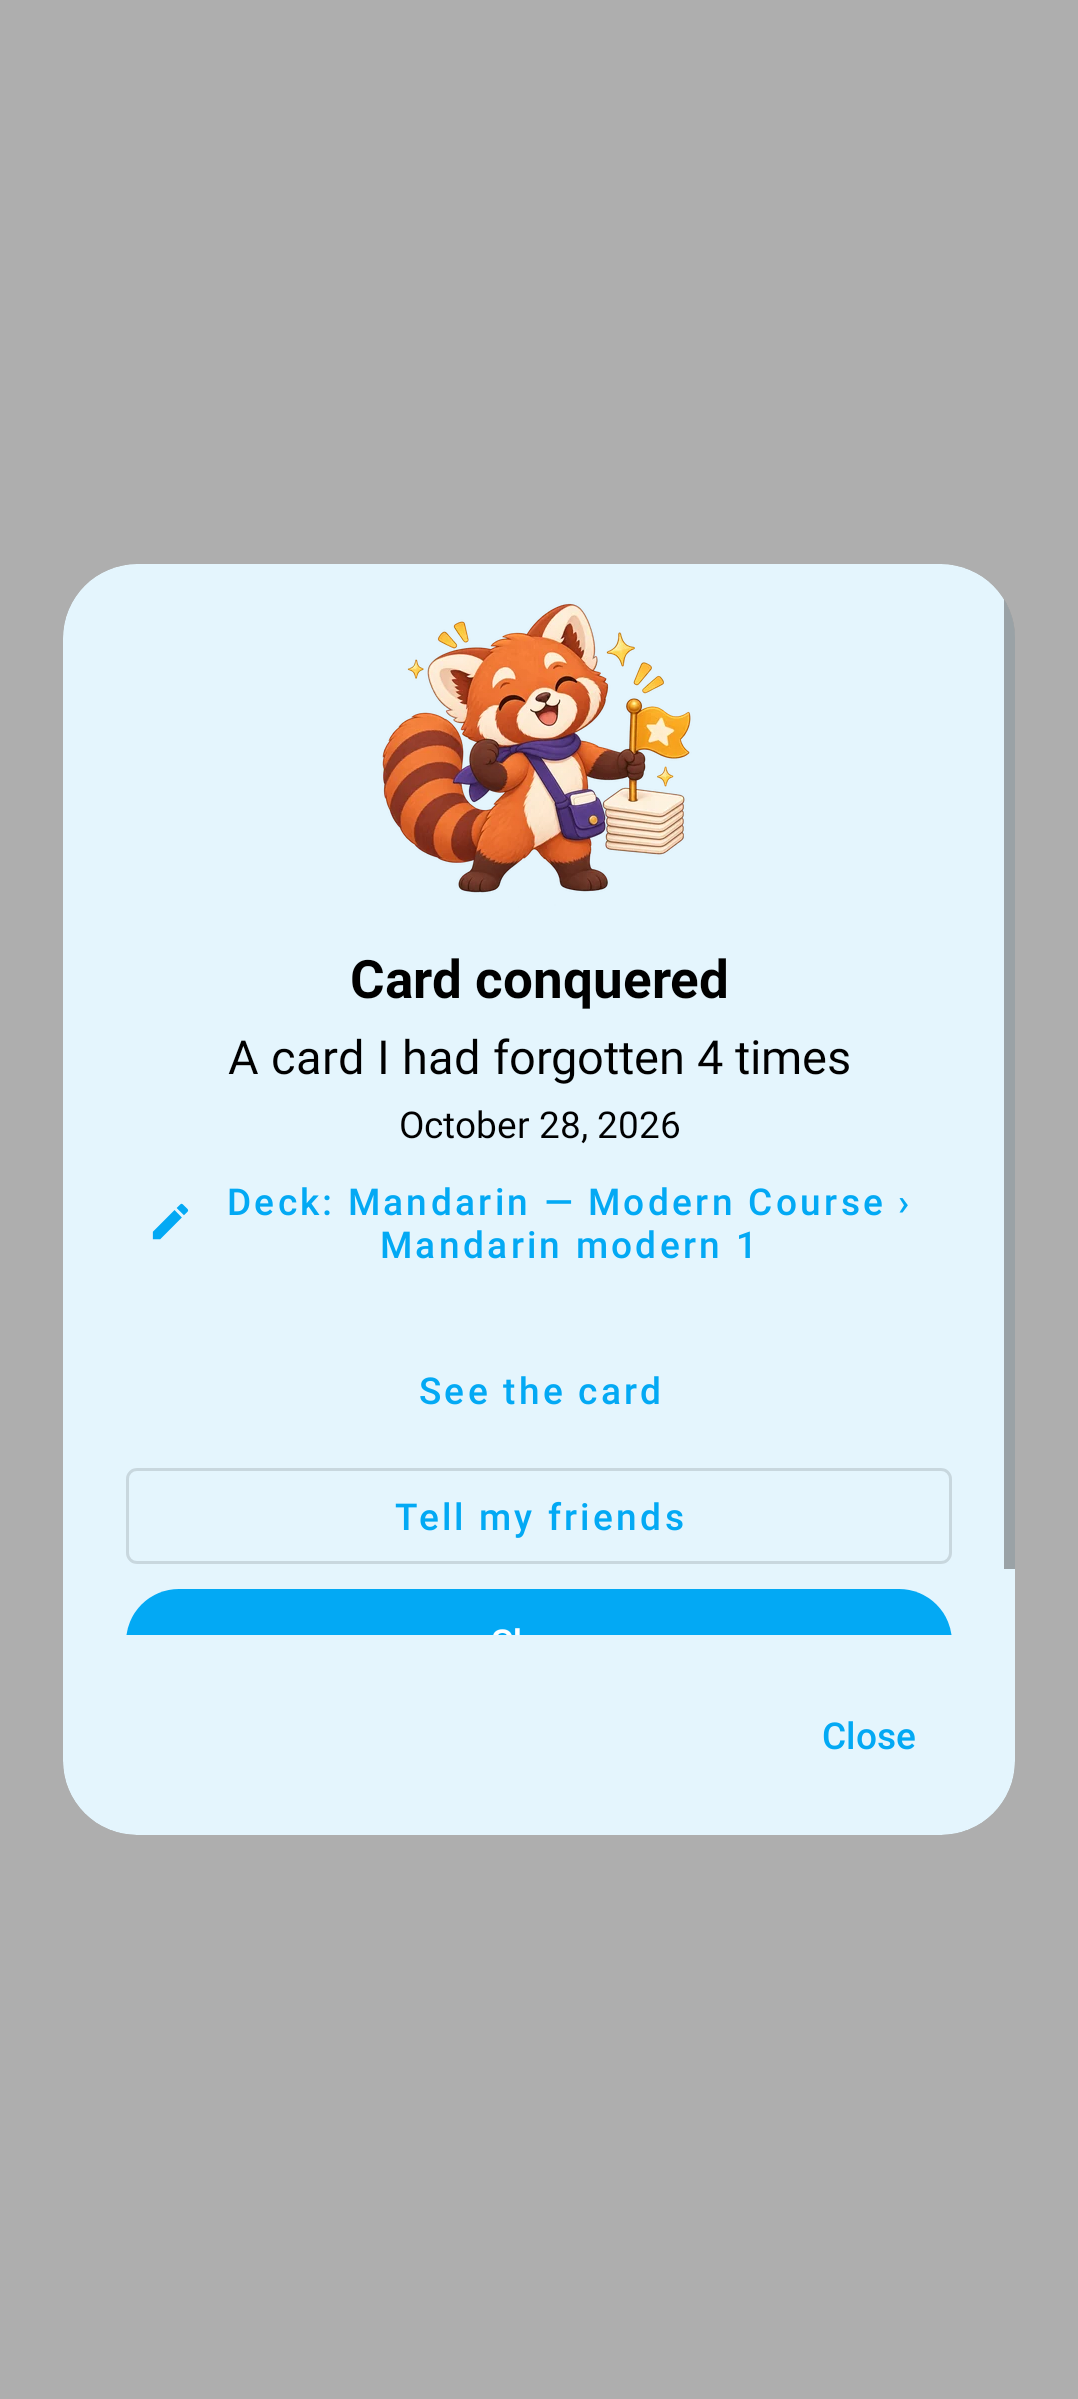 Card conquered
A card I had forgotten 4 times
October 28, 2026
Deck: Mandarin — Modern Course ›
Mandarin modern 1
See the card
Tell my friends
Close